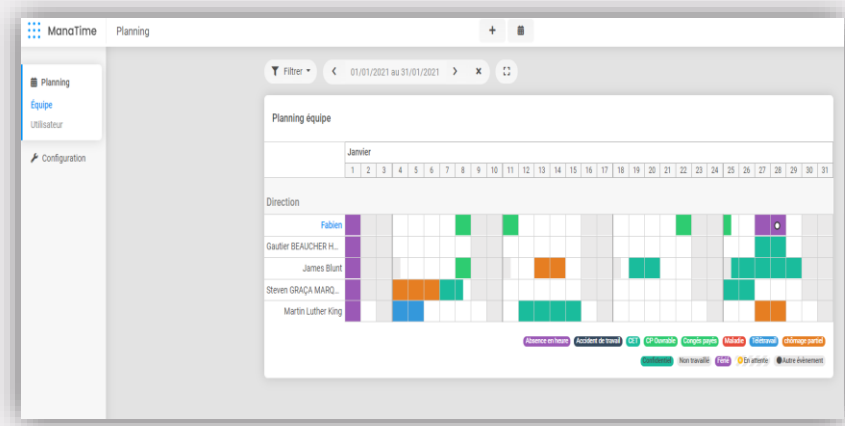 ManaTime Planning
Planning
Équipe
Utilisateur
Configuration
Filtrer
01/01/2021 au 31/01/2021
Planning équipe
Janvier
1 2 3 4 5 6 7 8 9 10 11 12 13 14 15 16 17 18 19 20 21 22 23 24 25 26 27 28 29 30 31
Direction
Fabien
Gautier BEAUCHER H...
James Blunt
Steven GRAÇA MARQ...
Martin Luther King
Absence en heure Accident de travail CET CP Ouvrable Congés payés Maladie Télétravail chômage partiel
Confidentiel Non travaillé Férié En attente Autre évènement